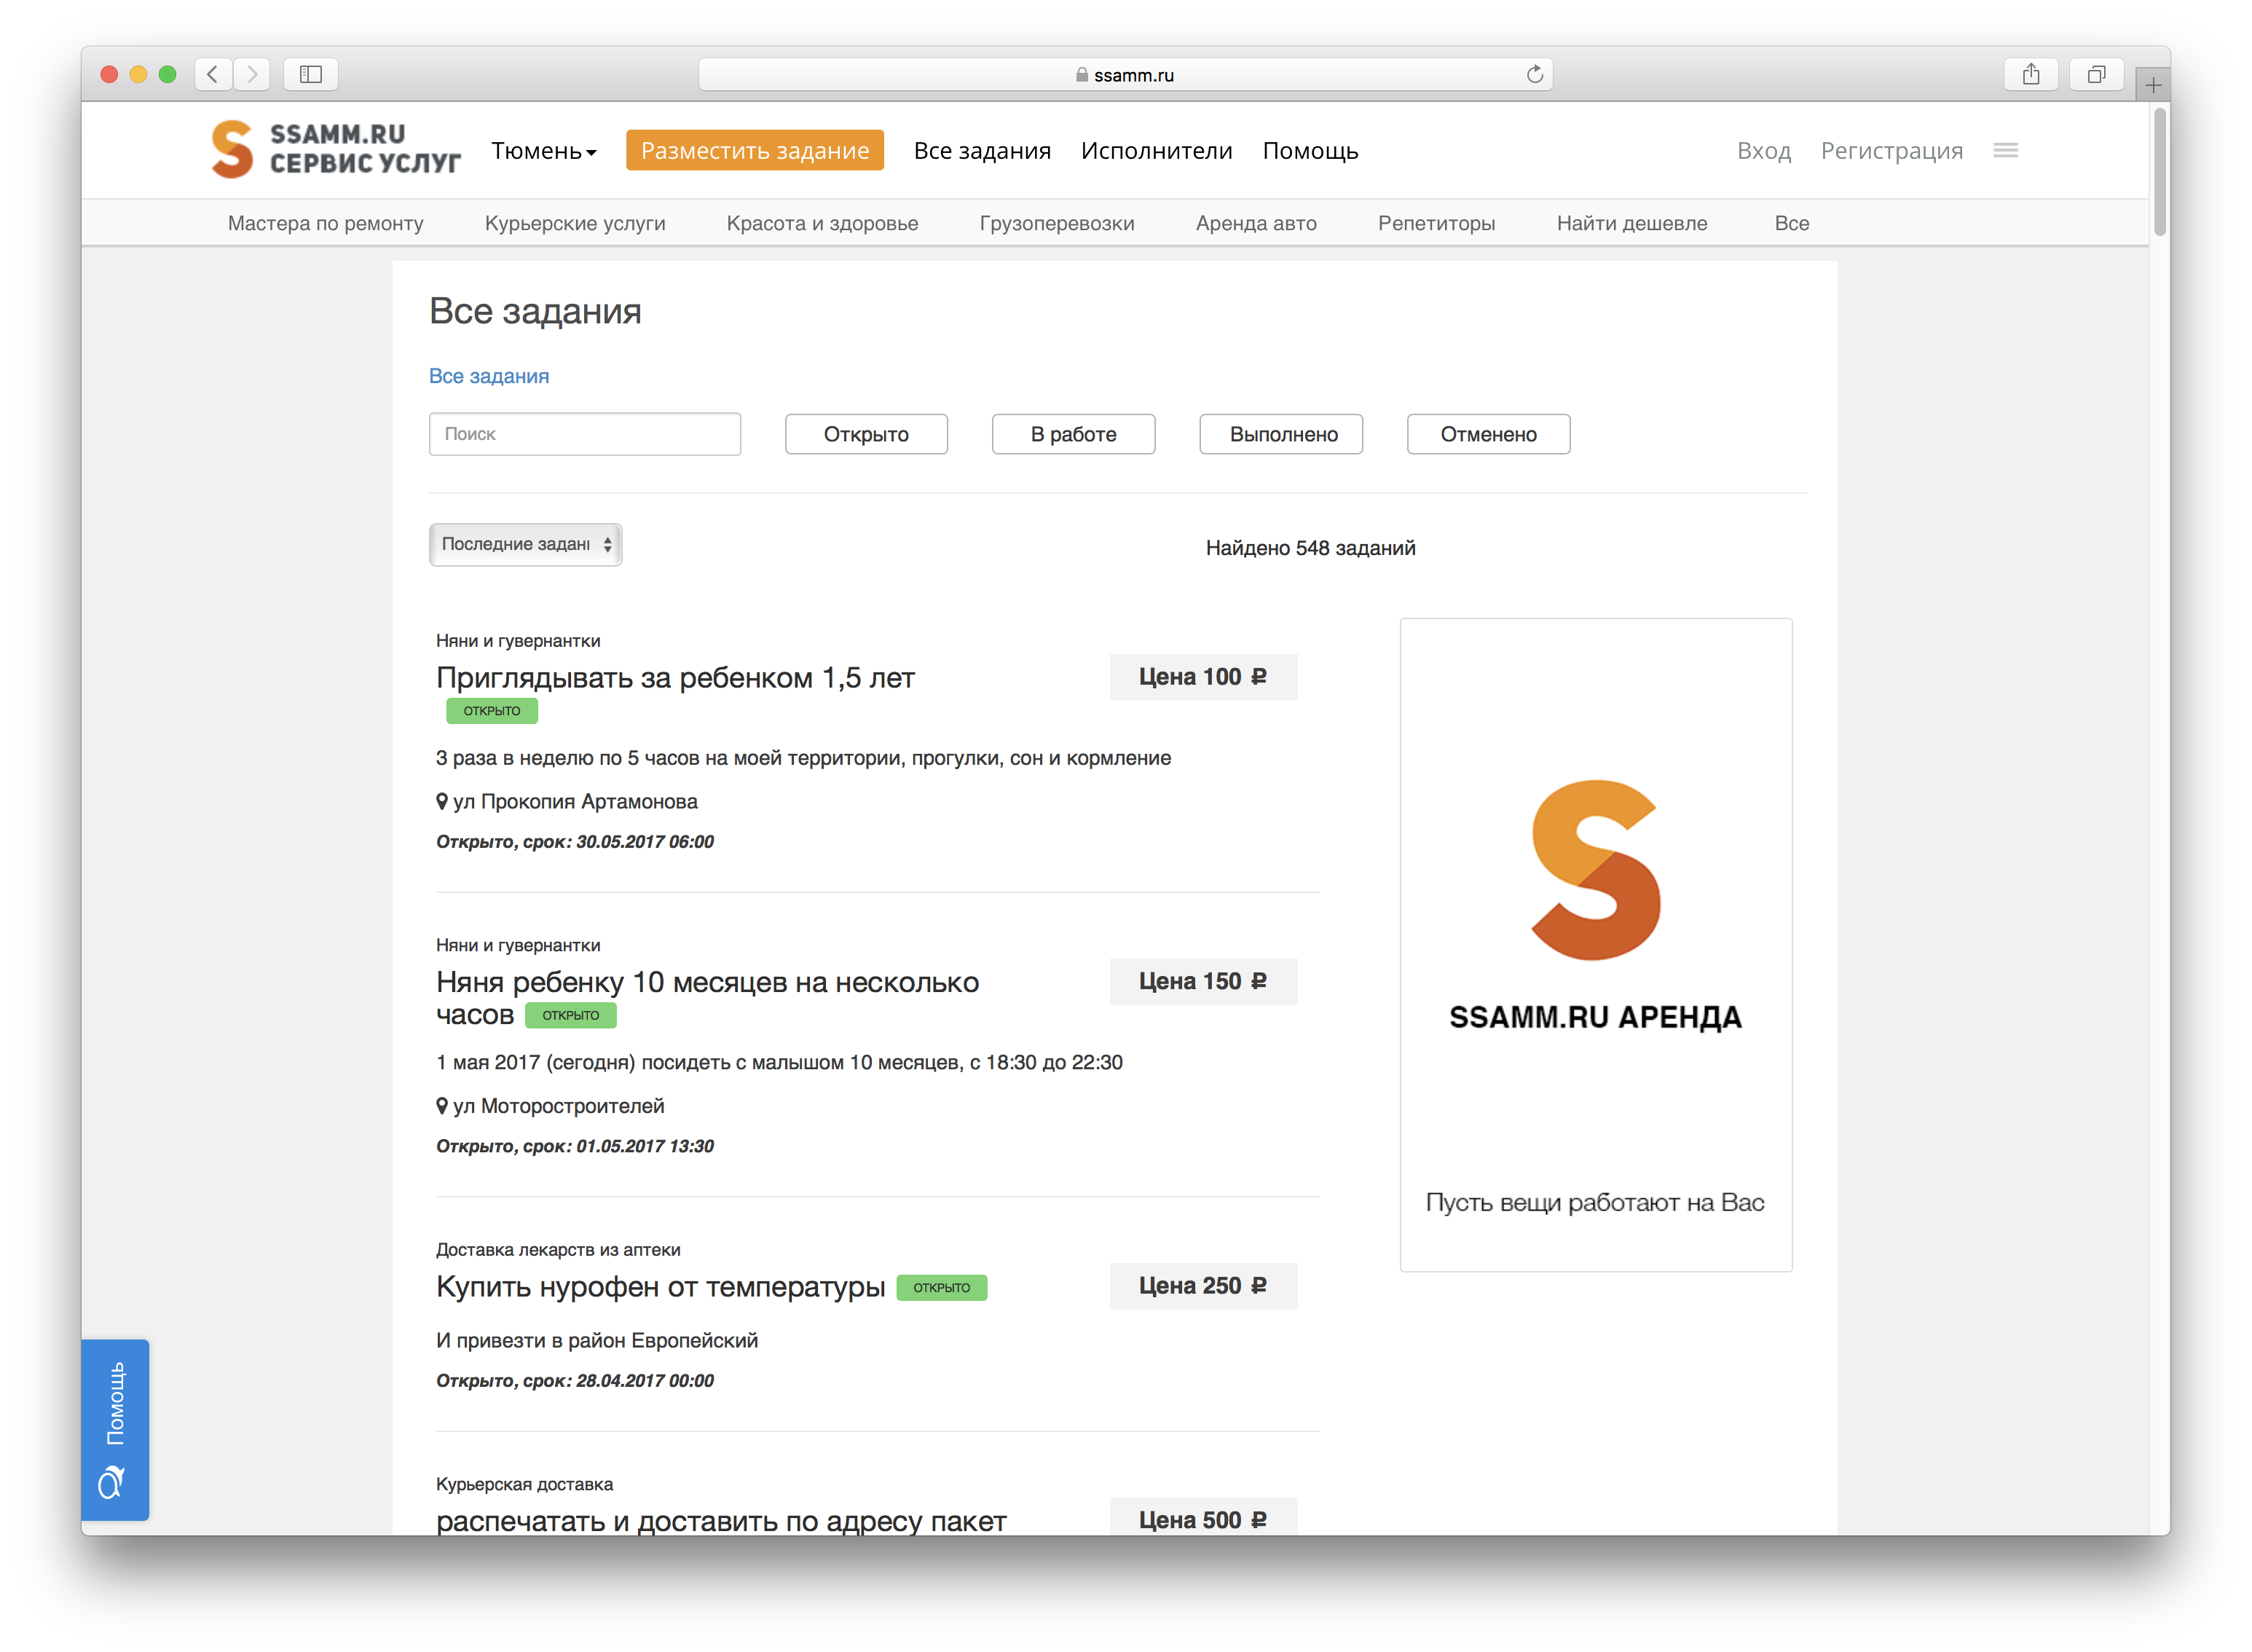 ssamm.ru
SSAMM.RU
СЕРВИС УСЛУГ
Тюмень
Разместить задание
Все задания
Исполнители
Помощь
Вход
Регистрация
Мастера по ремонту
Курьерские услуги
Красота и здоровье
Грузоперевозки
Аренда авто
Репетиторы
Найти дешевле
Все
Все задания
Все задания
Поиск
Открыто
В работе
Выполнено
Отменено
Последние задан
Найдено 548 заданий
Няни и гувернантки
Приглядывать за ребенком 1,5 лет
Цена 100 ₽
ОТКРЫТО
3 раза в неделю по 5 часов на моей территории, прогулки, сон и кормление
ул Прокопия Артамонова
Открыто, срок: 30.05.2017 06:00
Няни и гувернантки
Няня ребенку 10 месяцев на несколько
часов ОТКРЫТО
Цена 150 ₽
1 мая 2017 (сегодня) посидеть с малышом 10 месяцев, с 18:30 до 22:30
ул Моторостроителей
Открыто, срок: 01.05.2017 13:30
Доставка лекарств из аптеки
Купить нурофен от температуры ОТКРЫТО
Цена 250 ₽
И привезти в район Европейский
Открыто, срок: 28.04.2017 00:00
Курьерская доставка
распечатать и доставить по адресу пакет
Цена 500 ₽
SSAMM.RU АРЕНДА
Пусть вещи работают на Вас
Помощь